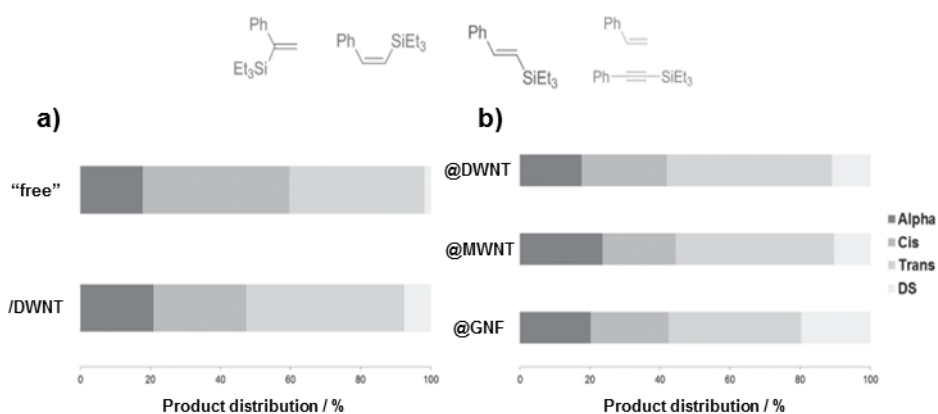 Ph
Et₃Si
Ph SiEt₃
Ph
SiEt₃
Ph
Ph SiEt₃
a)
b)
“free”
/DWNT
0 20 40 60 80 100
Product distribution / %
@DWNT
@MWNT
@GNF
0 20 40 60 80 100
Product distribution / %
Alpha
Cis
Trans
DS